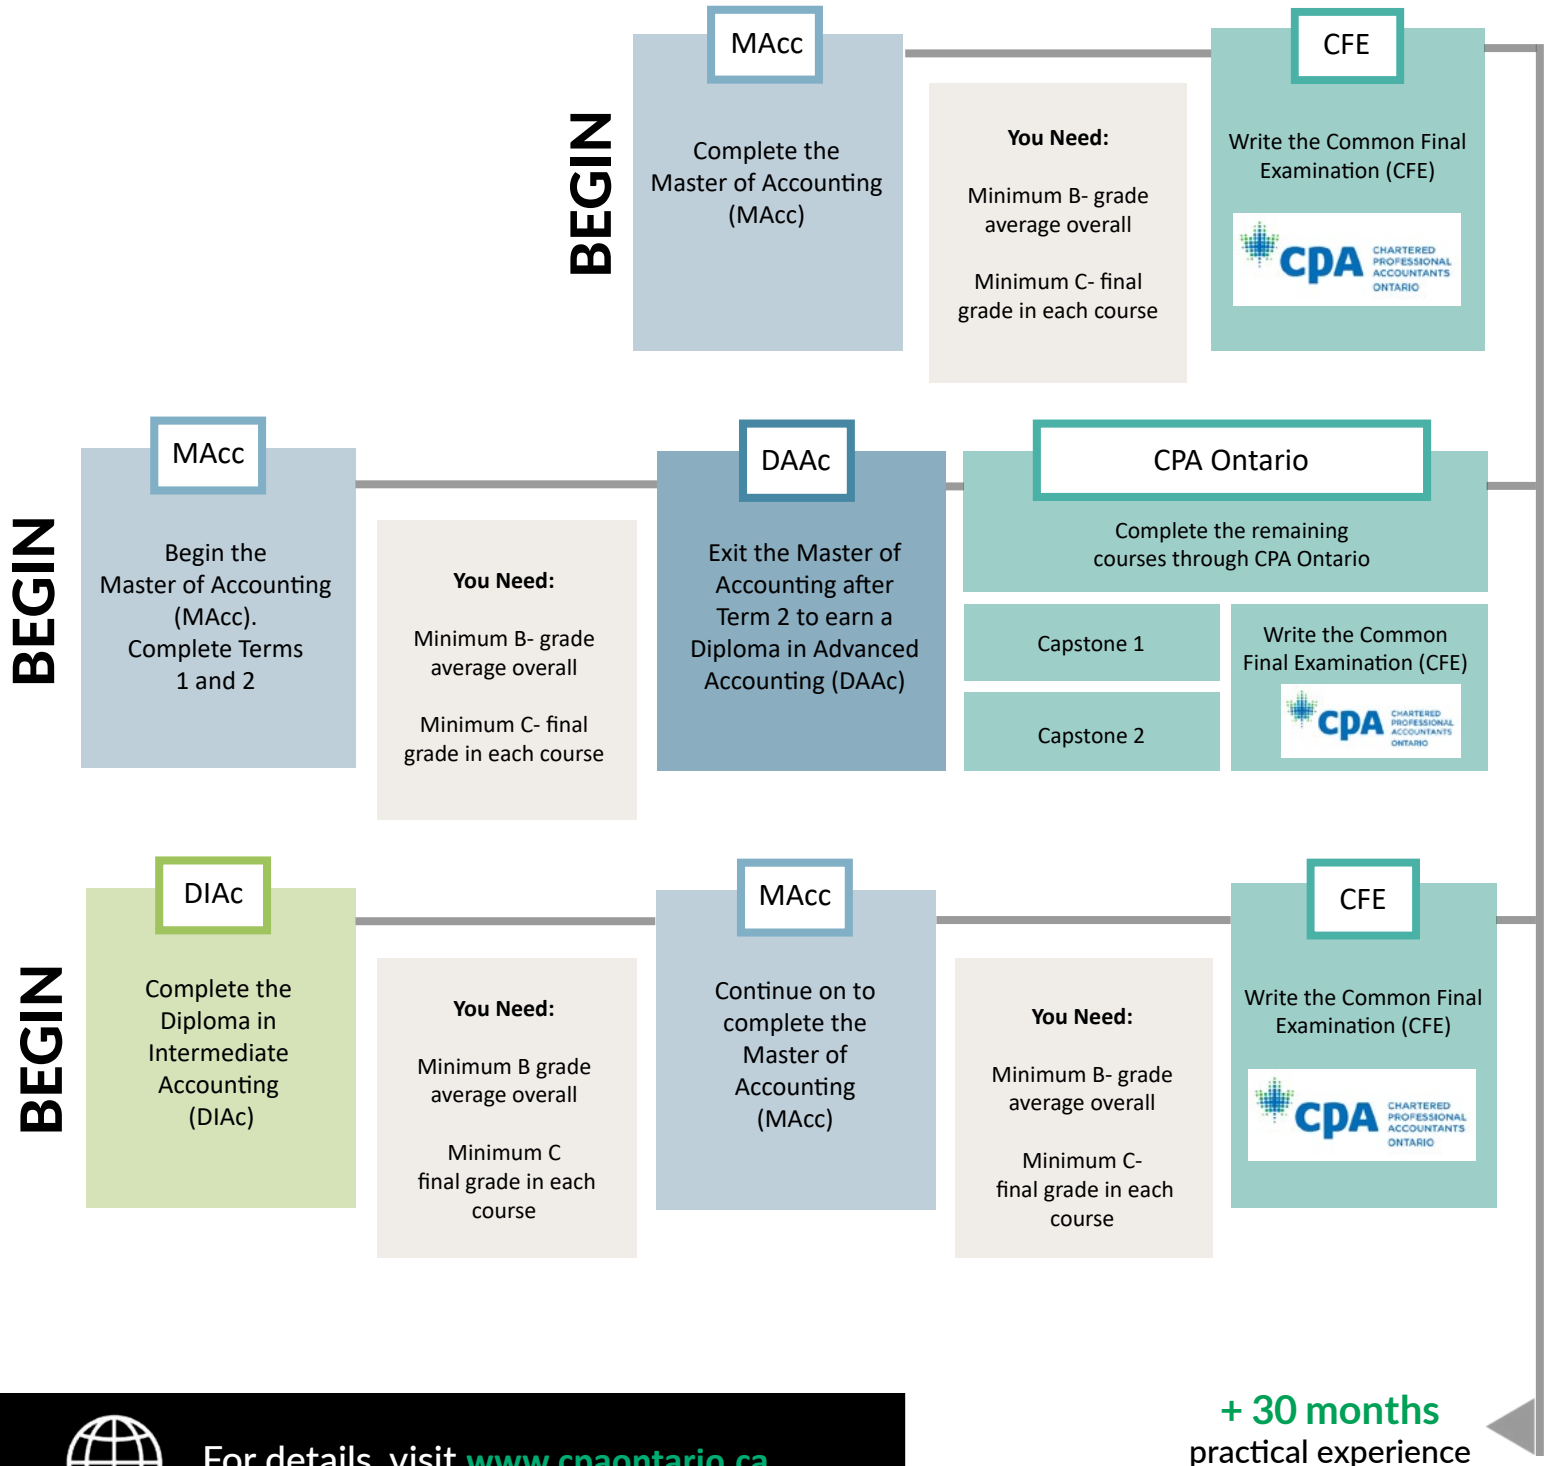 MAcc
CFE
BEGIN
Complete the
Master of Accounting
(MAcc)
You Need:
Minimum B- grade
average overall
Minimum C- final
grade in each course
Write the Common Final
Examination (CFE)
CPA
CHARTERED
PROFESSIONAL
ACCOUNTANTS
ONTARIO
MAcc
DAAc
CPA Ontario
BEGIN
Begin the
Master of Accounting
(MAcc).
Complete Terms
1 and 2
You Need:
Minimum B- grade
average overall
Minimum C- final
grade in each course
Exit the Master of
Accounting after
Term 2 to earn a
Diploma in Advanced
Accounting (DAAc)
Complete the remaining
courses through CPA Ontario
Capstone 1
Capstone 2
Write the Common
Final Examination (CFE)
CPA
CHARTERED
PROFESSIONAL
ACCOUNTANTS
ONTARIO
DIAc
MAcc
CFE
BEGIN
Complete the
Diploma in
Intermediate
Accounting
(DIAc)
You Need:
Minimum B grade
average overall
Minimum C
final grade in each
course
Continue on to
complete the
Master of
Accounting
(MAcc)
You Need:
Minimum B- grade
average overall
Minimum C-
final grade in each
course
Write the Common Final
Examination (CFE)
CPA
CHARTERED
PROFESSIONAL
ACCOUNTANTS
ONTARIO
For details, visit www.cpaontario.ca
+ 30 months
practical experience